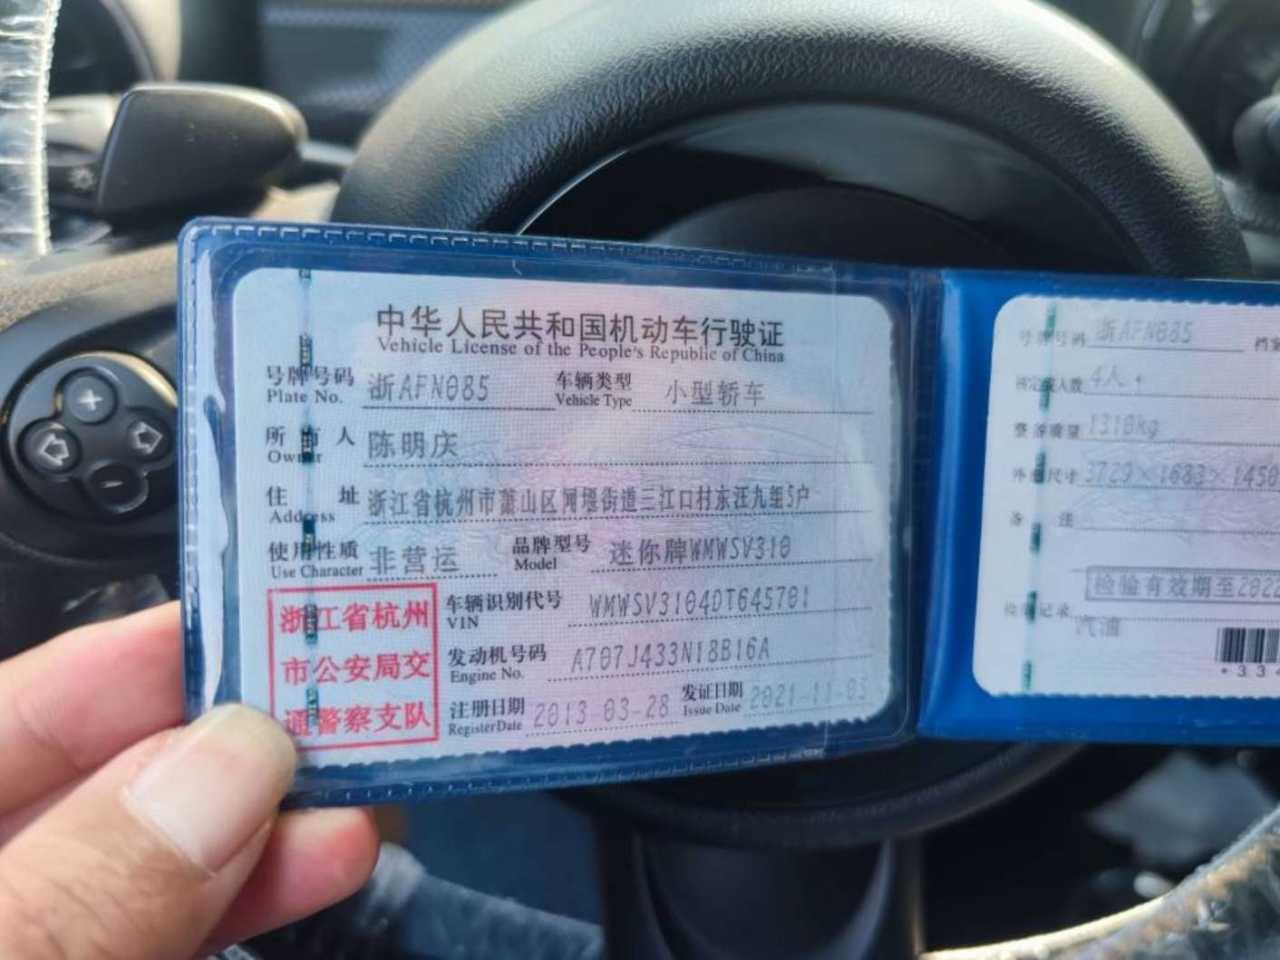 中华人民共和国机动车行驶证
Vehicle License of the People's Republic of China
号牌号码 浙AFN085 车辆类型 小型轿车
Plate No. Vehicle Type
所有人 陈明庆
Owner
住址 浙江省杭州市萧山区闻堰街道三江口村东汪九组5户
Address
使用性质 非营运 品牌型号 迷你牌WMWSV310
Use Character Model
浙江省杭州
市公安局交
通警察支队
车辆识别代号 WMWSV3104DT645701
VIN
发动机号码 A707J433N18B16A
Engine No.
注册日期 2013-03-28 发证日期 2021-11-03
Register Date Issue Date
号牌号码 浙AFN085 档案
核定载人数 4人
整备质量 1310kg
外廓尺寸 3729×1683×1450
备注
检验有效期至2022
检验记录
汽油
*334